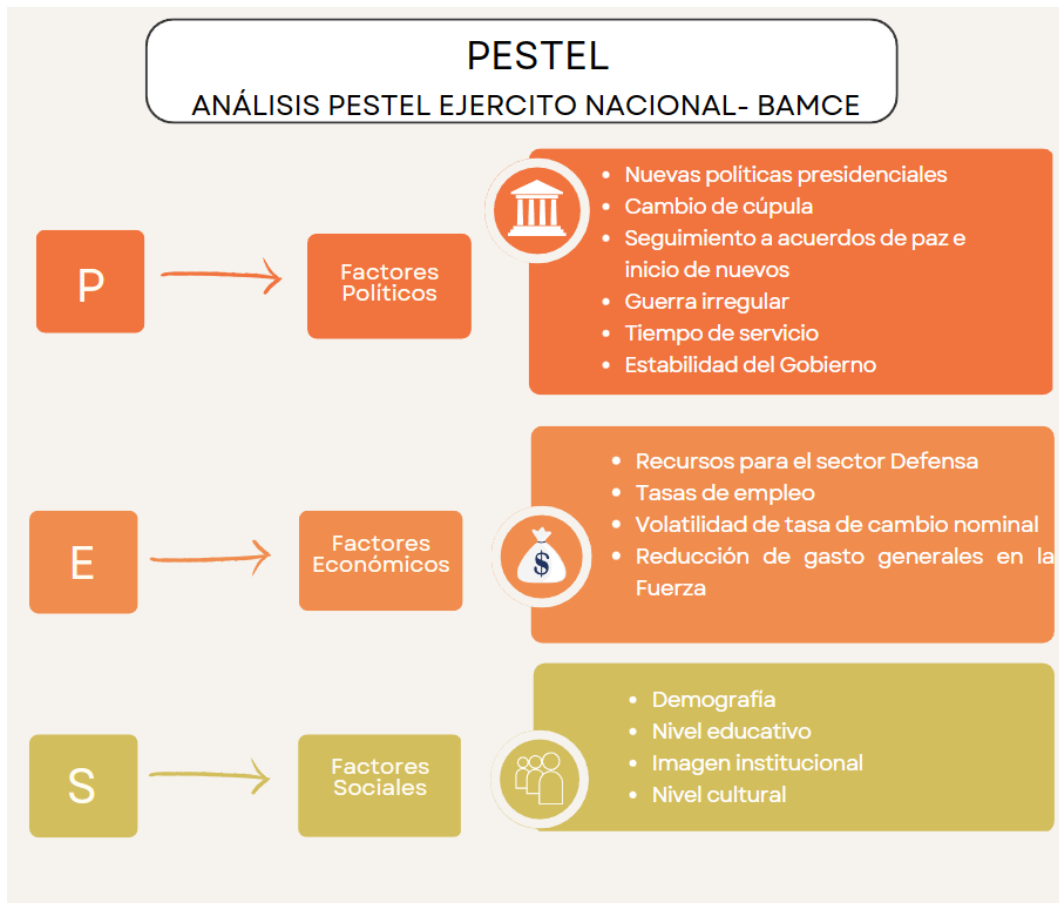 PESTEL
ANÁLISIS PESTEL EJERCITO NACIONAL- BAMCE
P
Factores
Políticos
• Nuevas políticas presidenciales
• Cambio de cúpula
• Seguimiento a acuerdos de paz e
inicio de nuevos
• Guerra irregular
• Tiempo de servicio
• Estabilidad del Gobierno
E
Factores
Económicos
$
• Recursos para el sector Defensa
• Tasas de empleo
• Volatilidad de tasa de cambio nominal
• Reducción de gasto generales en la
Fuerza
S
Factores
Sociales
• Demografía
• Nivel educativo
• Imagen institucional
• Nivel cultural